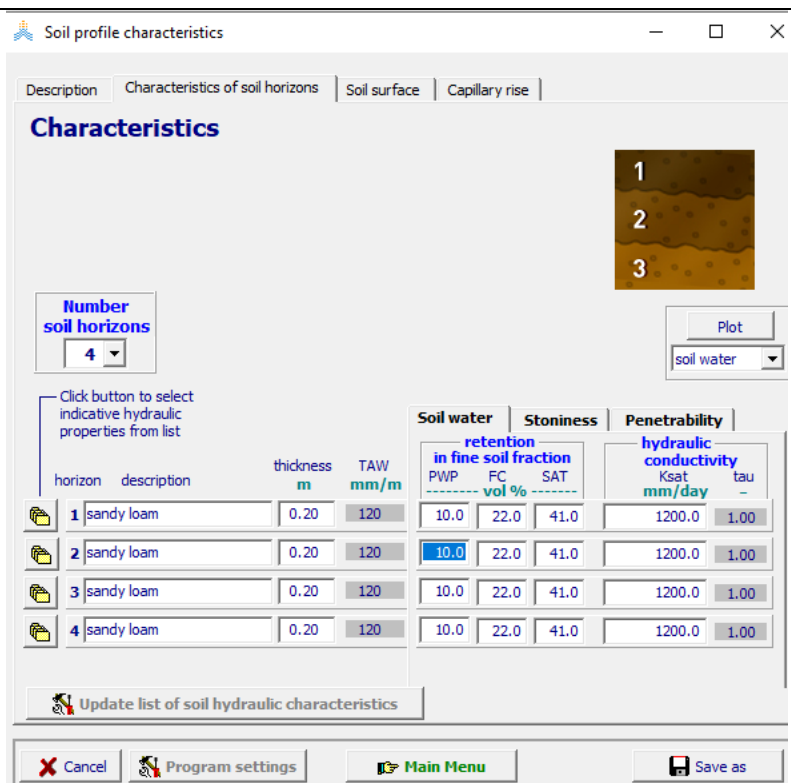 Soil profile characteristics
Description Characteristics of soil horizons Soil surface Capillary rise
Characteristics
1
2
3
Number
soil horizons
4
Plot
soil water
Click button to select
indicative hydraulic
properties from list
Soil water Stoniness Penetrability
retention
in fine soil fraction
hydraulic
conductivity
horizon description thickness TAW PWP FC SAT Ksat tau
m mm/m -------- vol % ------- mm/day –
1 sandy loam 0.20 120 10.0 22.0 41.0 1200.0 1.00
2 sandy loam 0.20 120 10.0 22.0 41.0 1200.0 1.00
3 sandy loam 0.20 120 10.0 22.0 41.0 1200.0 1.00
4 sandy loam 0.20 120 10.0 22.0 41.0 1200.0 1.00
Update list of soil hydraulic characteristics
Cancel Program settings Main Menu Save as